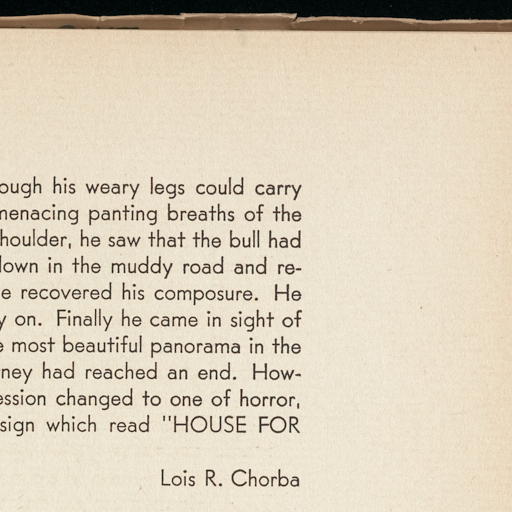 ough his weary legs could carry
menacing panting breaths of the
houlder, he saw that the bull had
down in the muddy road and re-
e recovered his composure. He
y on. Finally he came in sight of
e most beautiful panorama in the
ney had reached an end. How-
ession changed to one of horror,
sign which read "HOUSE FOR
Lois R. Chorba